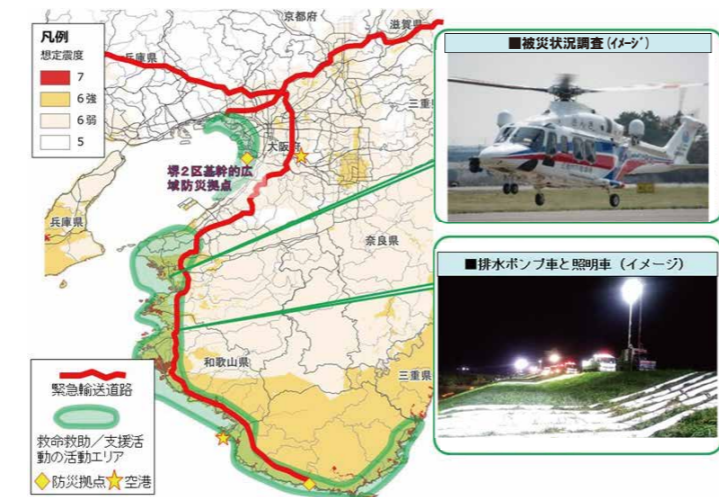 凡例
想定震度
7
6強
6弱
5
京都府
滋賀県
兵庫県
三重県
大阪府
堺2区基幹的広
域防災拠点
兵庫県
奈良県
和歌山県
三重県
緊急輸送道路
救命救助/支援活
動の活動エリア
防災拠点 空港
■被災状況調査(イメージ)
■排水ポンプ車と照明車(イメージ)